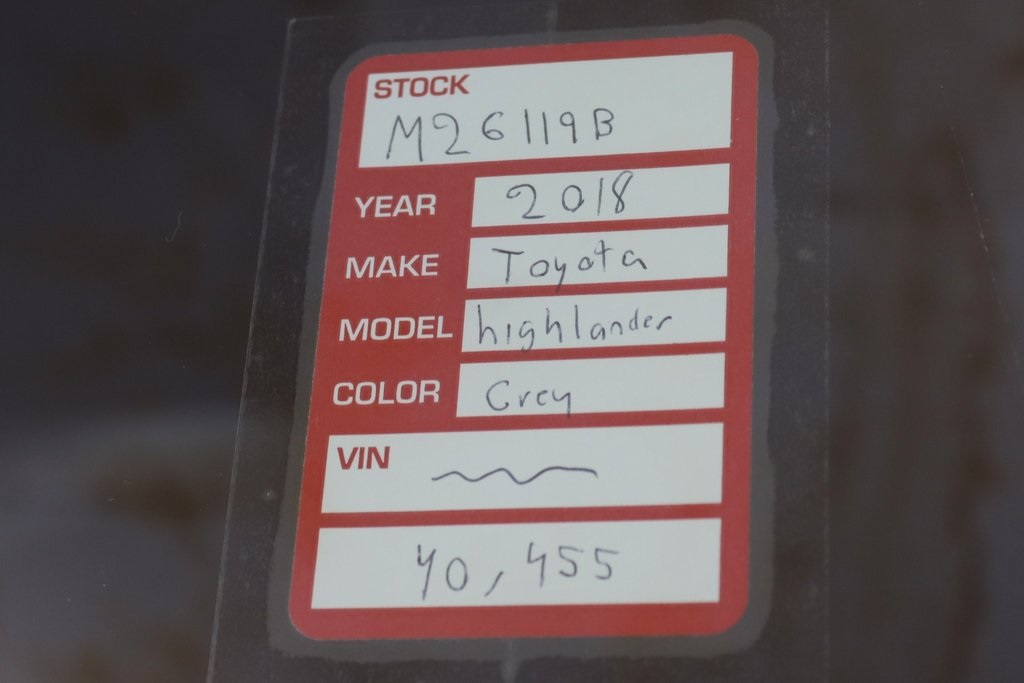 STOCK
M26119B
YEAR 2018
MAKE Toyota
MODEL highlander
COLOR Grey
VIN
40,455